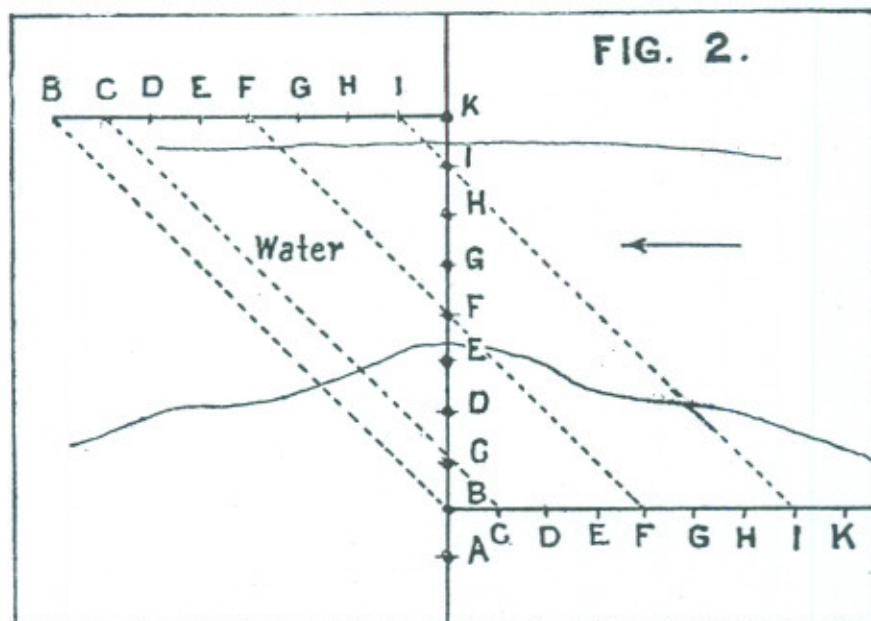 FIG. 2.
B C D E F G H I K
I
H
Water
G
F
E
D
C
B
C D E F G H I K
A